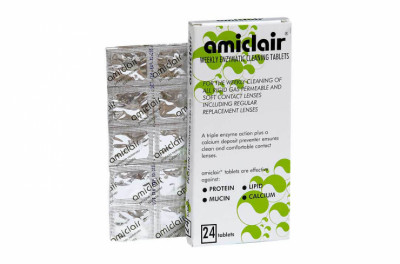 amiclair®
WEEKLY ENZYMATIC CLEANING TABLETS
FOR THE WEEKLY CLEANING OF
ALL RIGID GAS PERMEABLE AND
SOFT CONTACT LENSES
INCLUDING REGULAR
REPLACEMENT LENSES
A triple enzyme action plus a
calcium deposit preventer ensures
clean and comfortable contact
lenses.
amiclair® tablets are effective
against:
• PROTEIN • LIPID
• MUCIN • CALCIUM
24 tablets
amiclair
amiclair
amiclair
amiclair